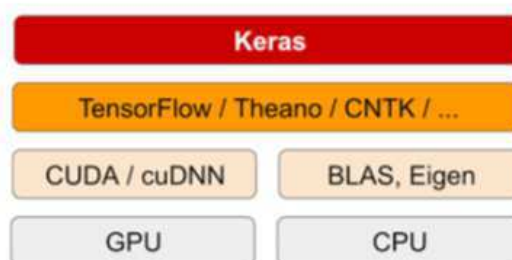 Keras
TensorFlow / Theano / CNTK / ...
CUDA / cuDNN
BLAS, Eigen
GPU
CPU